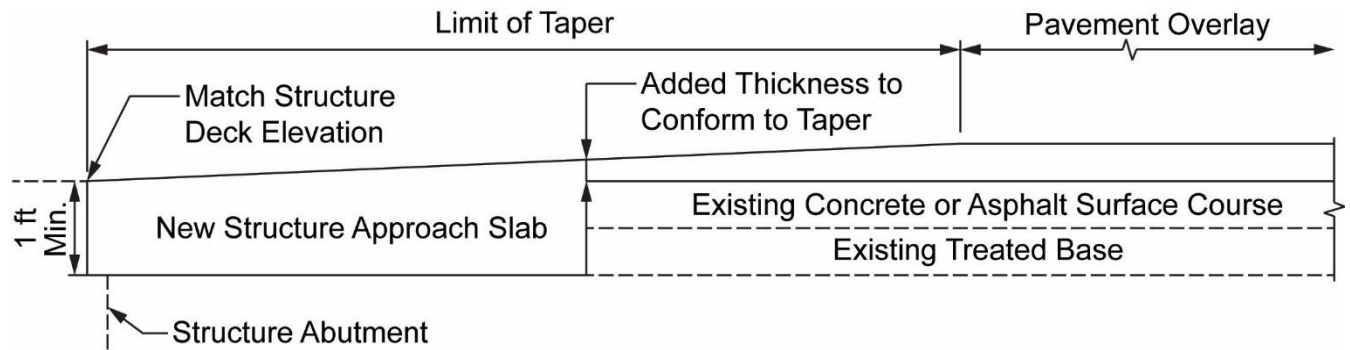 Limit of Taper
Pavement Overlay
Match Structure
Deck Elevation
Added Thickness to
Conform to Taper
1 ft
Min.
New Structure Approach Slab
Existing Concrete or Asphalt Surface Course
Existing Treated Base
Structure Abutment